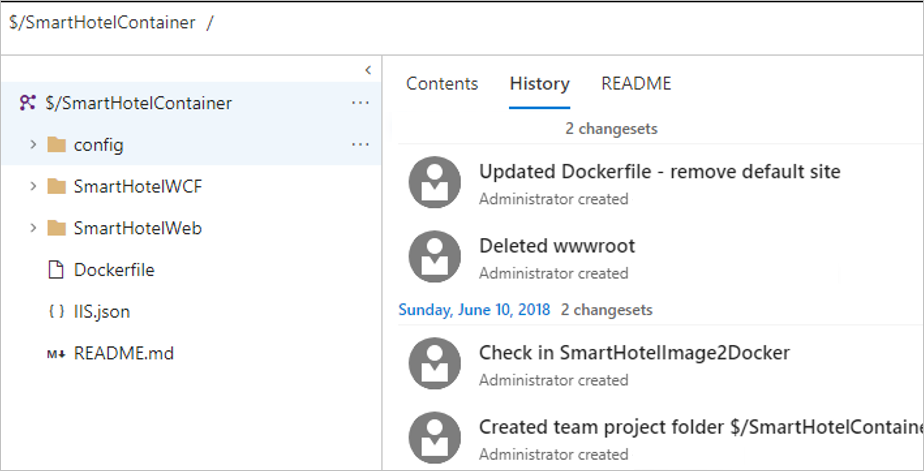 $/SmartHotelContainer /
$/SmartHotelContainer
config
SmartHotelWCF
SmartHotelWeb
Dockerfile
IIS.json
README.md
Contents History README
2 changesets
Updated Dockerfile - remove default site
Administrator created
Deleted wwwroot
Administrator created
Sunday, June 10, 2018 2 changesets
Check in SmartHotelImage2Docker
Administrator created
Created team project folder $/SmartHotelContaine
Administrator created